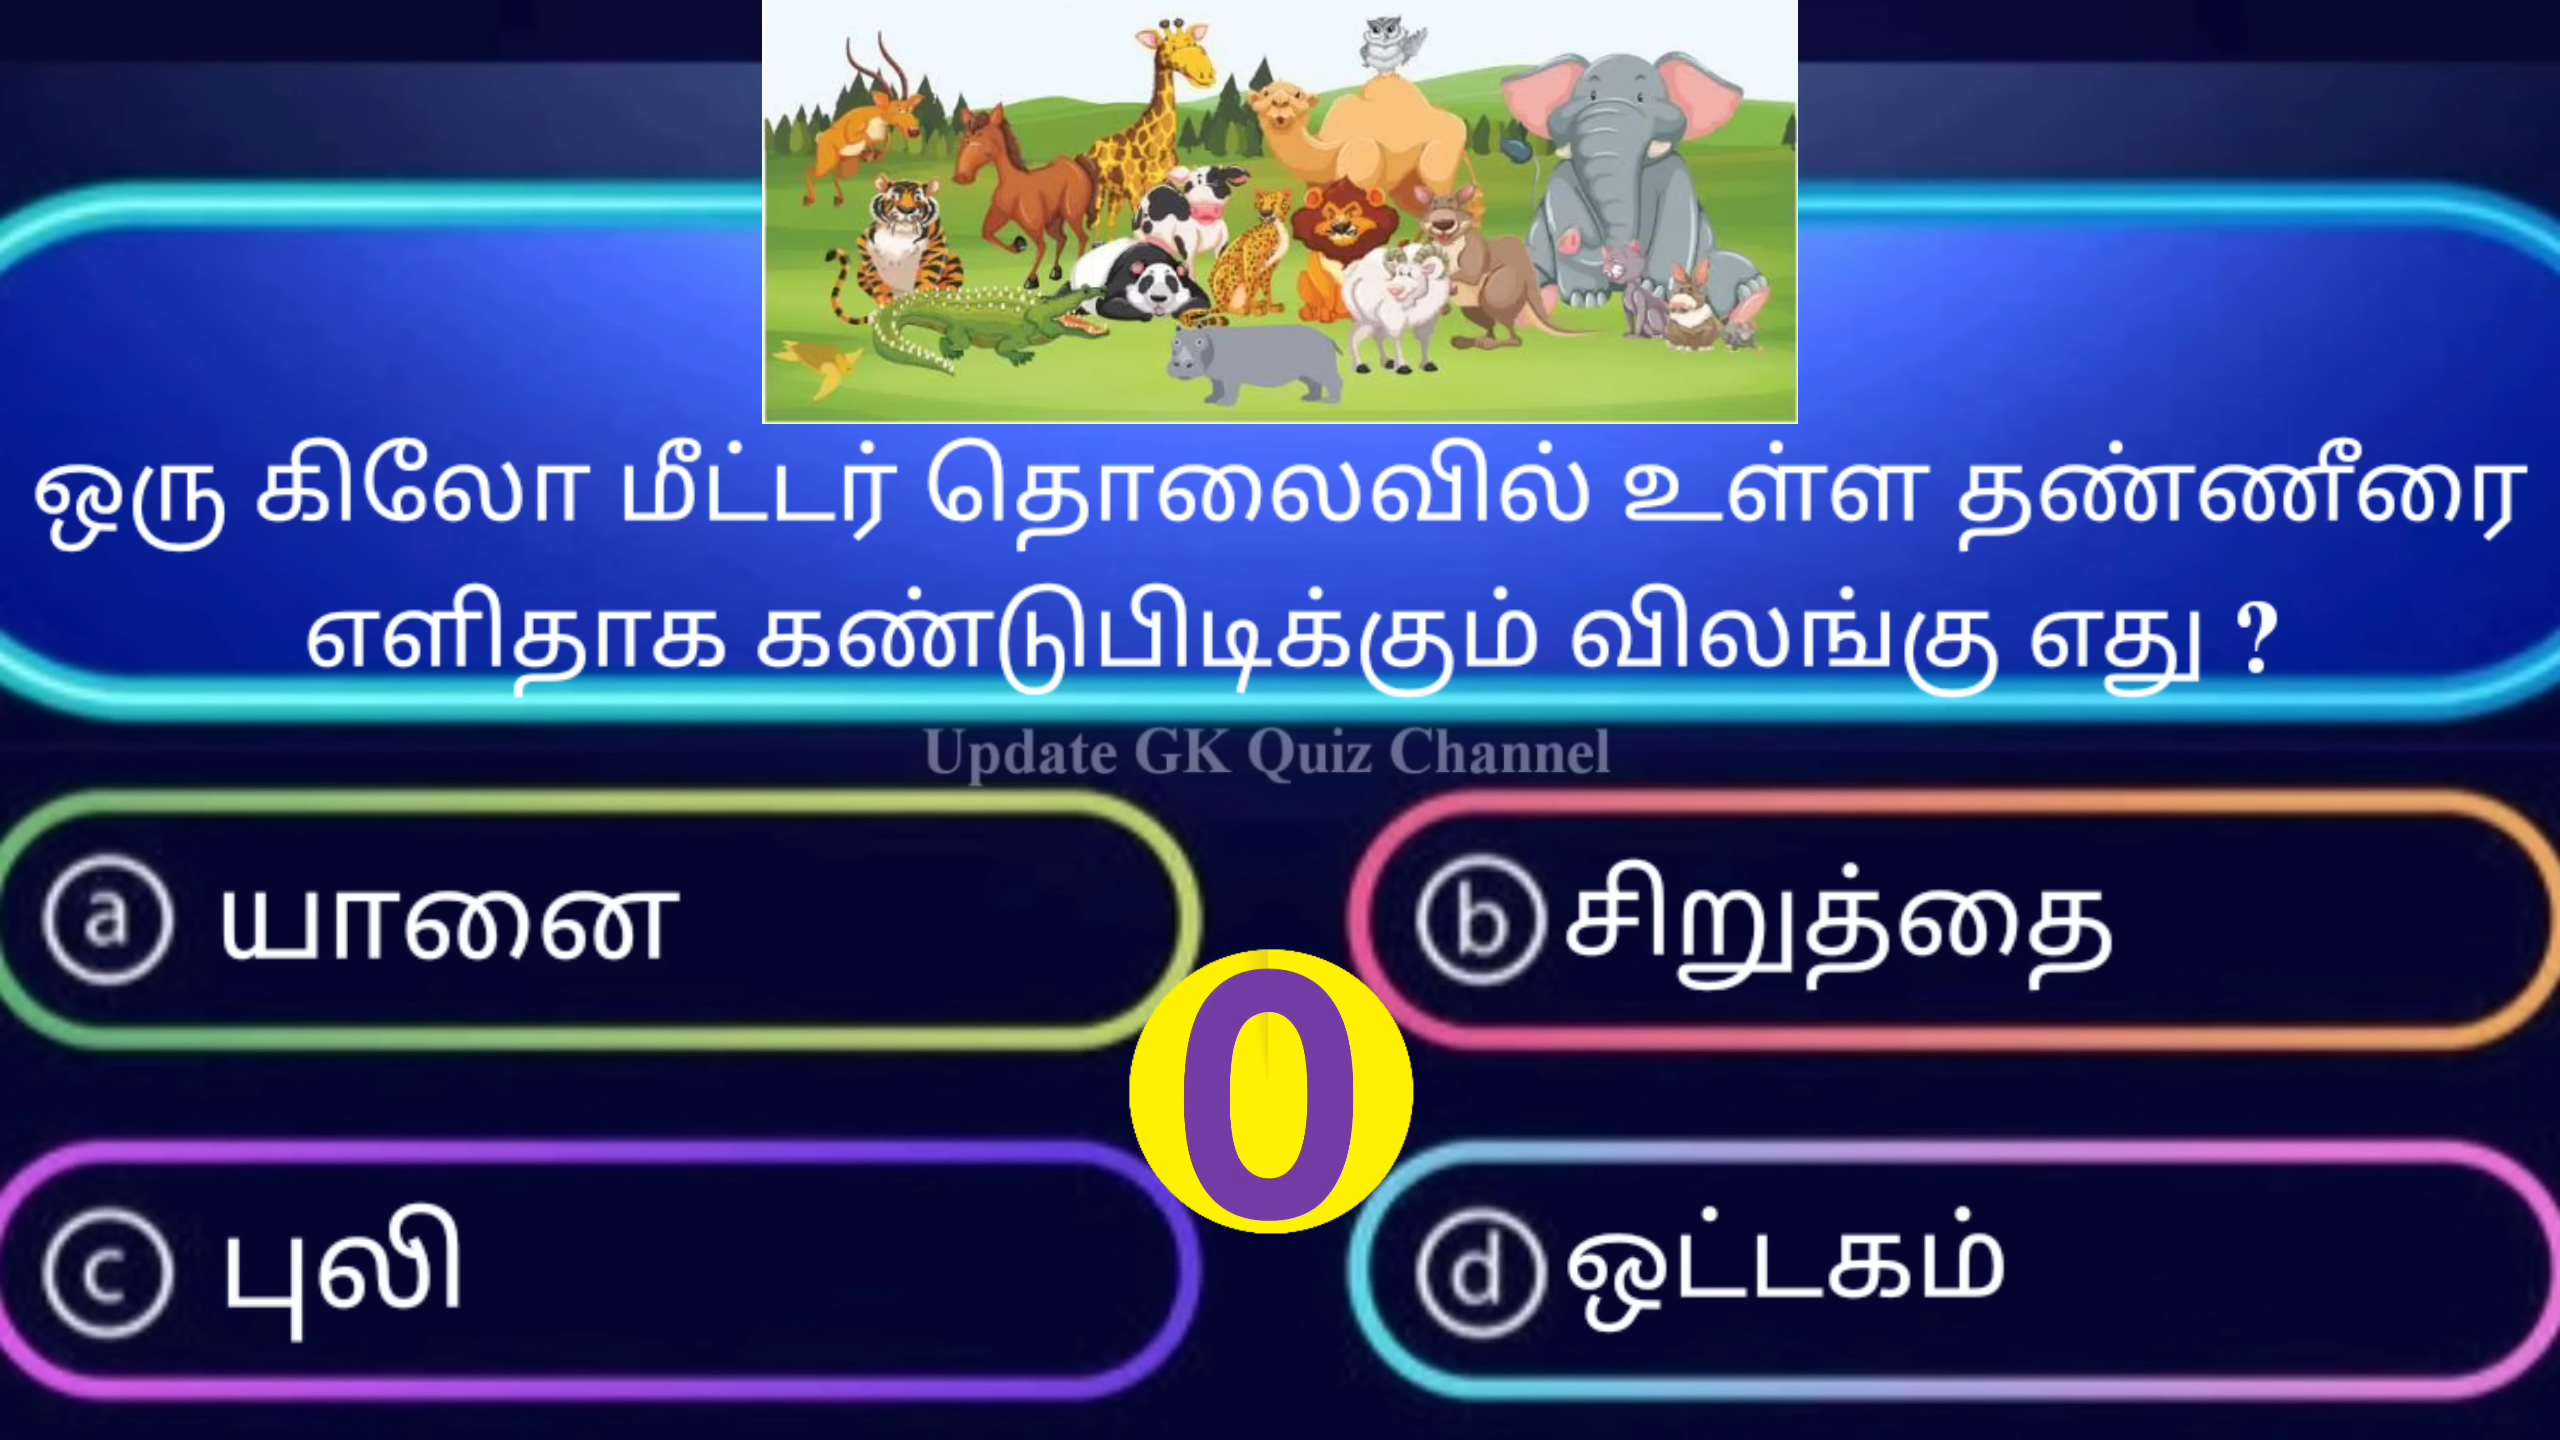 ஒரு கிலோ மீட்டர் தொலைவில் உள்ள தண்ணீரை
எளிதாக கண்டுபிடிக்கும் விலங்கு எது ?
Update GK Quiz Channel
a யானை
b சிறுத்தை
0
c புலி
d ஒட்டகம்